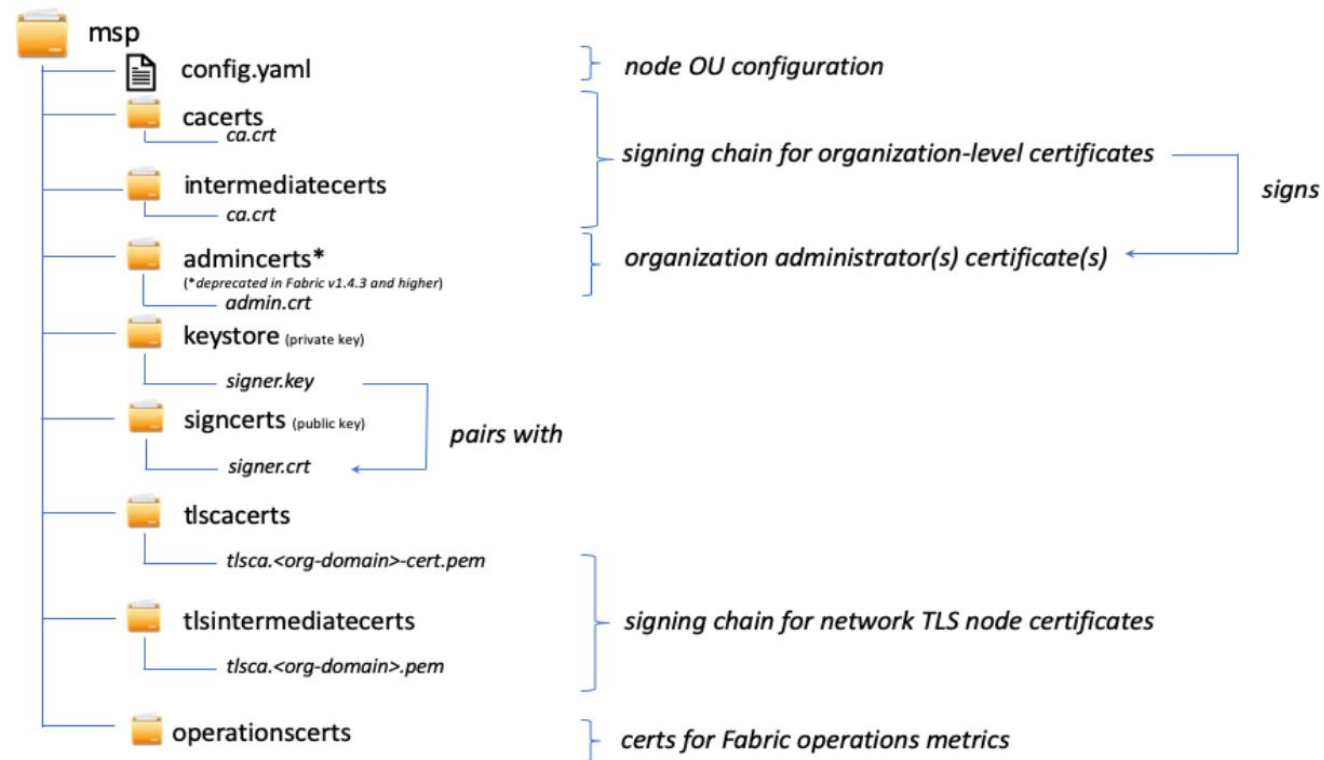 msp
config.yaml
node OU configuration
cacerts
ca.crt
signing chain for organization-level certificates
signs
intermediatecerts
ca.crt
admincerts*
(*deprecated in Fabric v1.4.3 and higher)
admin.crt
organization administrator(s) certificate(s)
keystore (private key)
signer.key
signcerts (public key)
pairs with
signer.crt
tlscacerts
tlsca.<org-domain>-cert.pem
tlsintermediatecerts
signing chain for network TLS node certificates
tlsca.<org-domain>.pem
operationscerts
certs for Fabric operations metrics